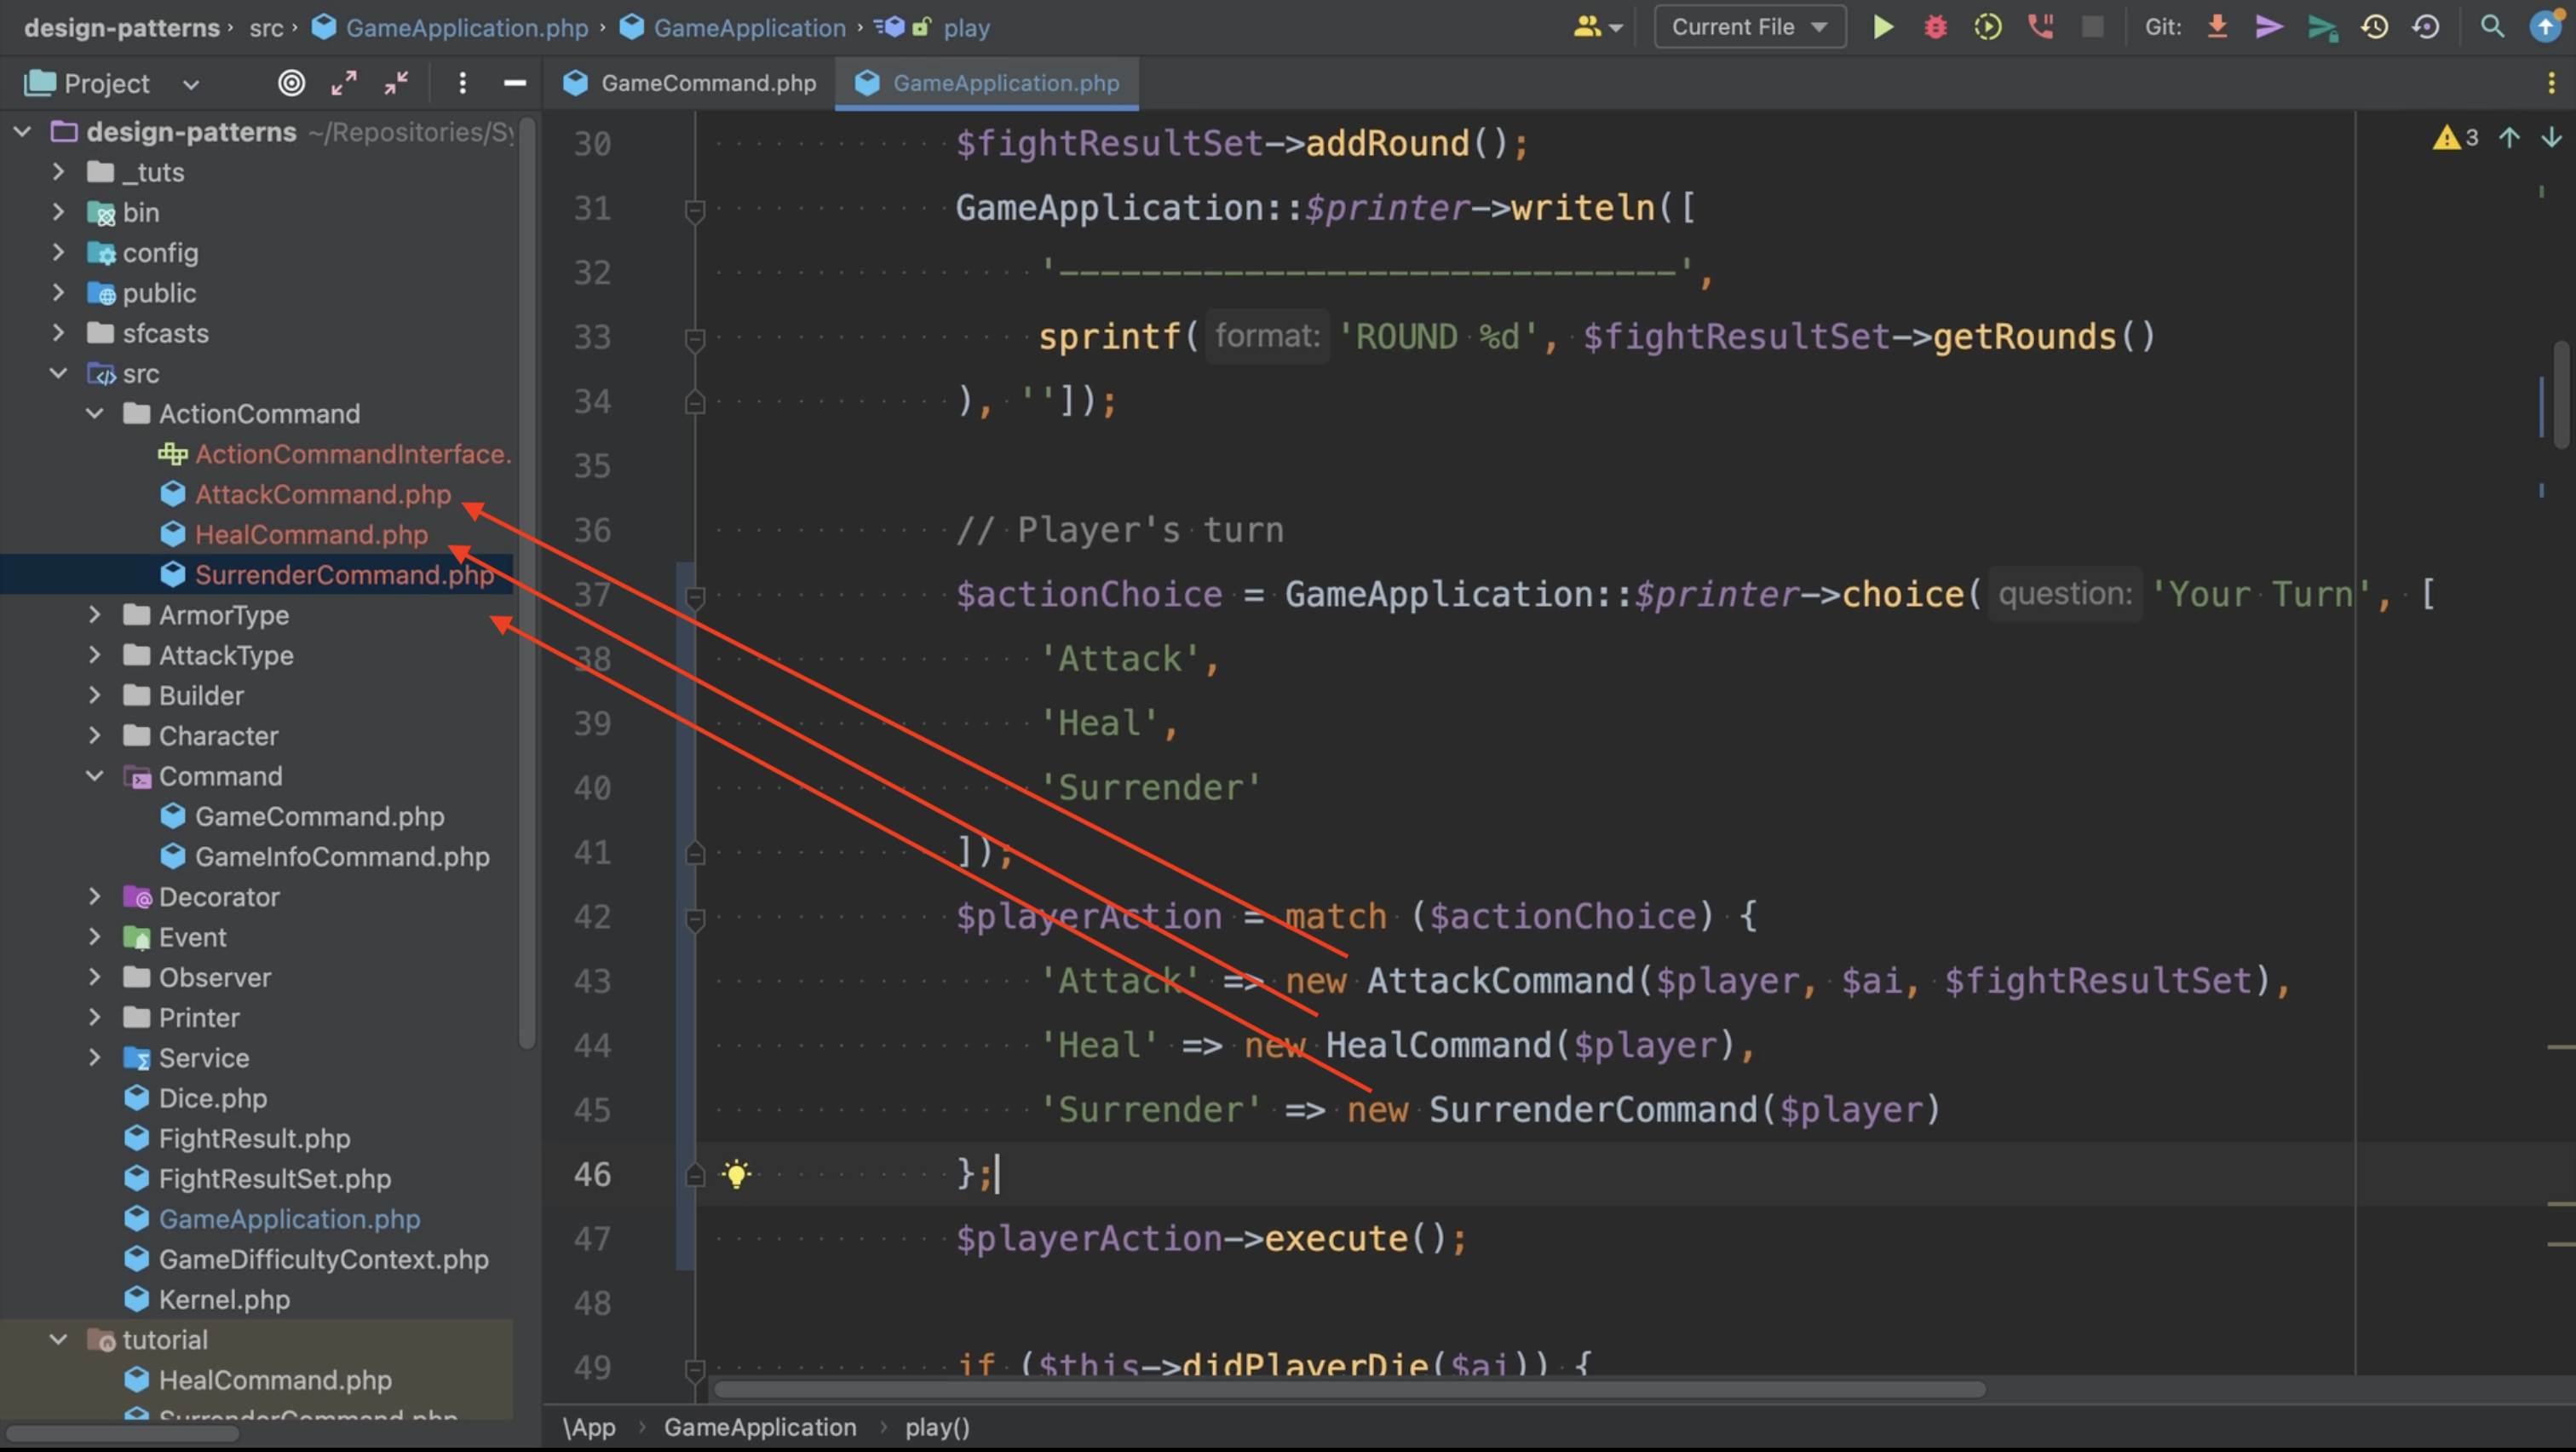 design-patterns › src › GameApplication.php › GameApplication › play
Current File
Git:
Project
GameCommand.php
GameApplication.php
design-patterns ~/Repositories/Sy
_tuts
bin
config
public
sfcasts
src
ActionCommand
ActionCommandInterface.
AttackCommand.php
HealCommand.php
SurrenderCommand.php
ArmorType
AttackType
Builder
Character
Command
GameCommand.php
GameInfoCommand.php
Decorator
Event
Observer
Printer
Service
Dice.php
FightResult.php
FightResultSet.php
GameApplication.php
GameDifficultyContext.php
Kernel.php
tutorial
HealCommand.php
SurrenderCommand.php
3
30 $fightResultSet->addRound();
31 GameApplication::$printer->writeln([
32 '------------------------------',
33 sprintf( format: 'ROUND %d', $fightResultSet->getRounds()
34 ), '']);
35
36 // Player's turn
37 $actionChoice = GameApplication::$printer->choice( question: 'Your Turn', [
38 'Attack',
39 'Heal',
40 'Surrender'
41 ]);
42 $playerAction = match ($actionChoice) {
43 'Attack' => new AttackCommand($player, $ai, $fightResultSet),
44 'Heal' => new HealCommand($player),
45 'Surrender' => new SurrenderCommand($player)
46 };
47 $playerAction->execute();
48
49 if ($this->didPlayerDie($ai)) {
\App › GameApplication › play()